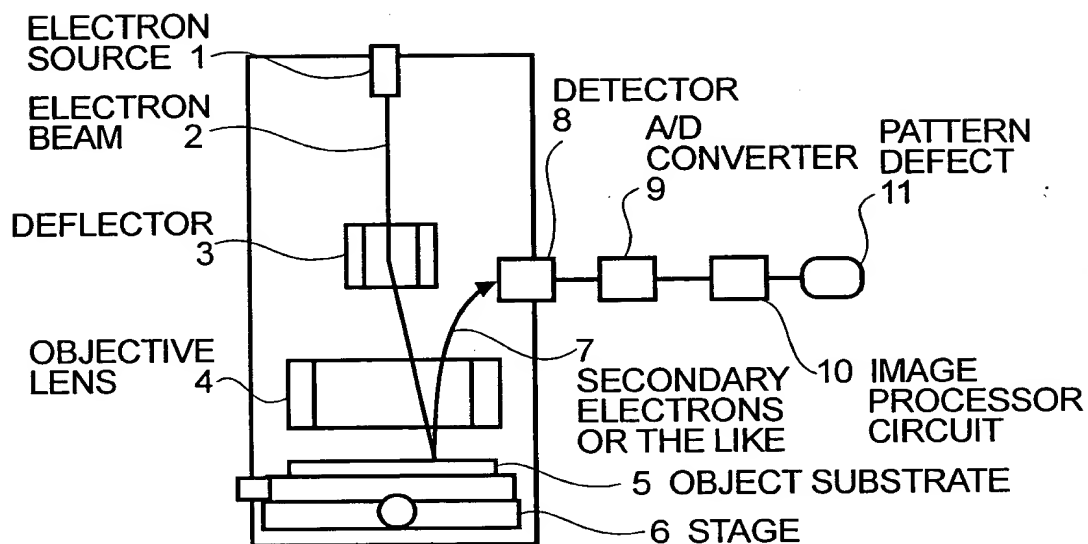 ELECTRON
SOURCE 1
ELECTRON
BEAM 2
DEFLECTOR
3
OBJECTIVE
LENS 4
DETECTOR
8
A/D
CONVERTER
9
PATTERN
DEFECT
11
7
SECONDARY
ELECTRONS
OR THE LIKE
10 IMAGE
PROCESSOR
CIRCUIT
5 OBJECT SUBSTRATE
6 STAGE